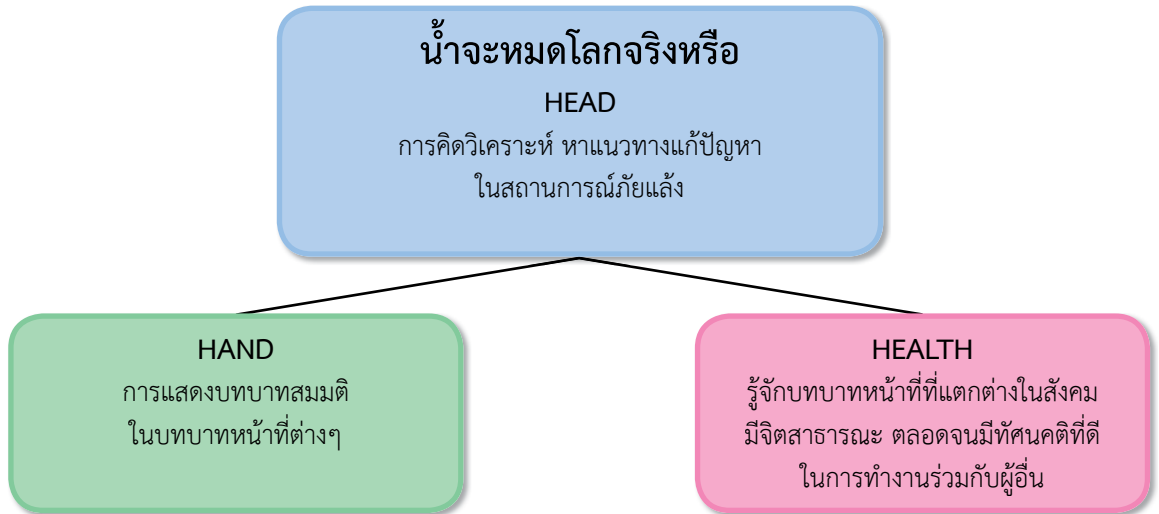 น้ำจะหมดโลกจริงหรือ
HEAD
การคิดวิเคราะห์ หาแนวทางแก้ปัญหา
ในสถานการณ์ภัยแล้ง
HAND
การแสดงบทบาทสมมติ
ในบทบาทหน้าที่ต่างๆ
HEALTH
รู้จักบทบาทหน้าที่ที่แตกต่างในสังคม
มีจิตสาธารณะ ตลอดจนมีทัศนคติที่ดี
ในการทำงานร่วมกับผู้อื่น